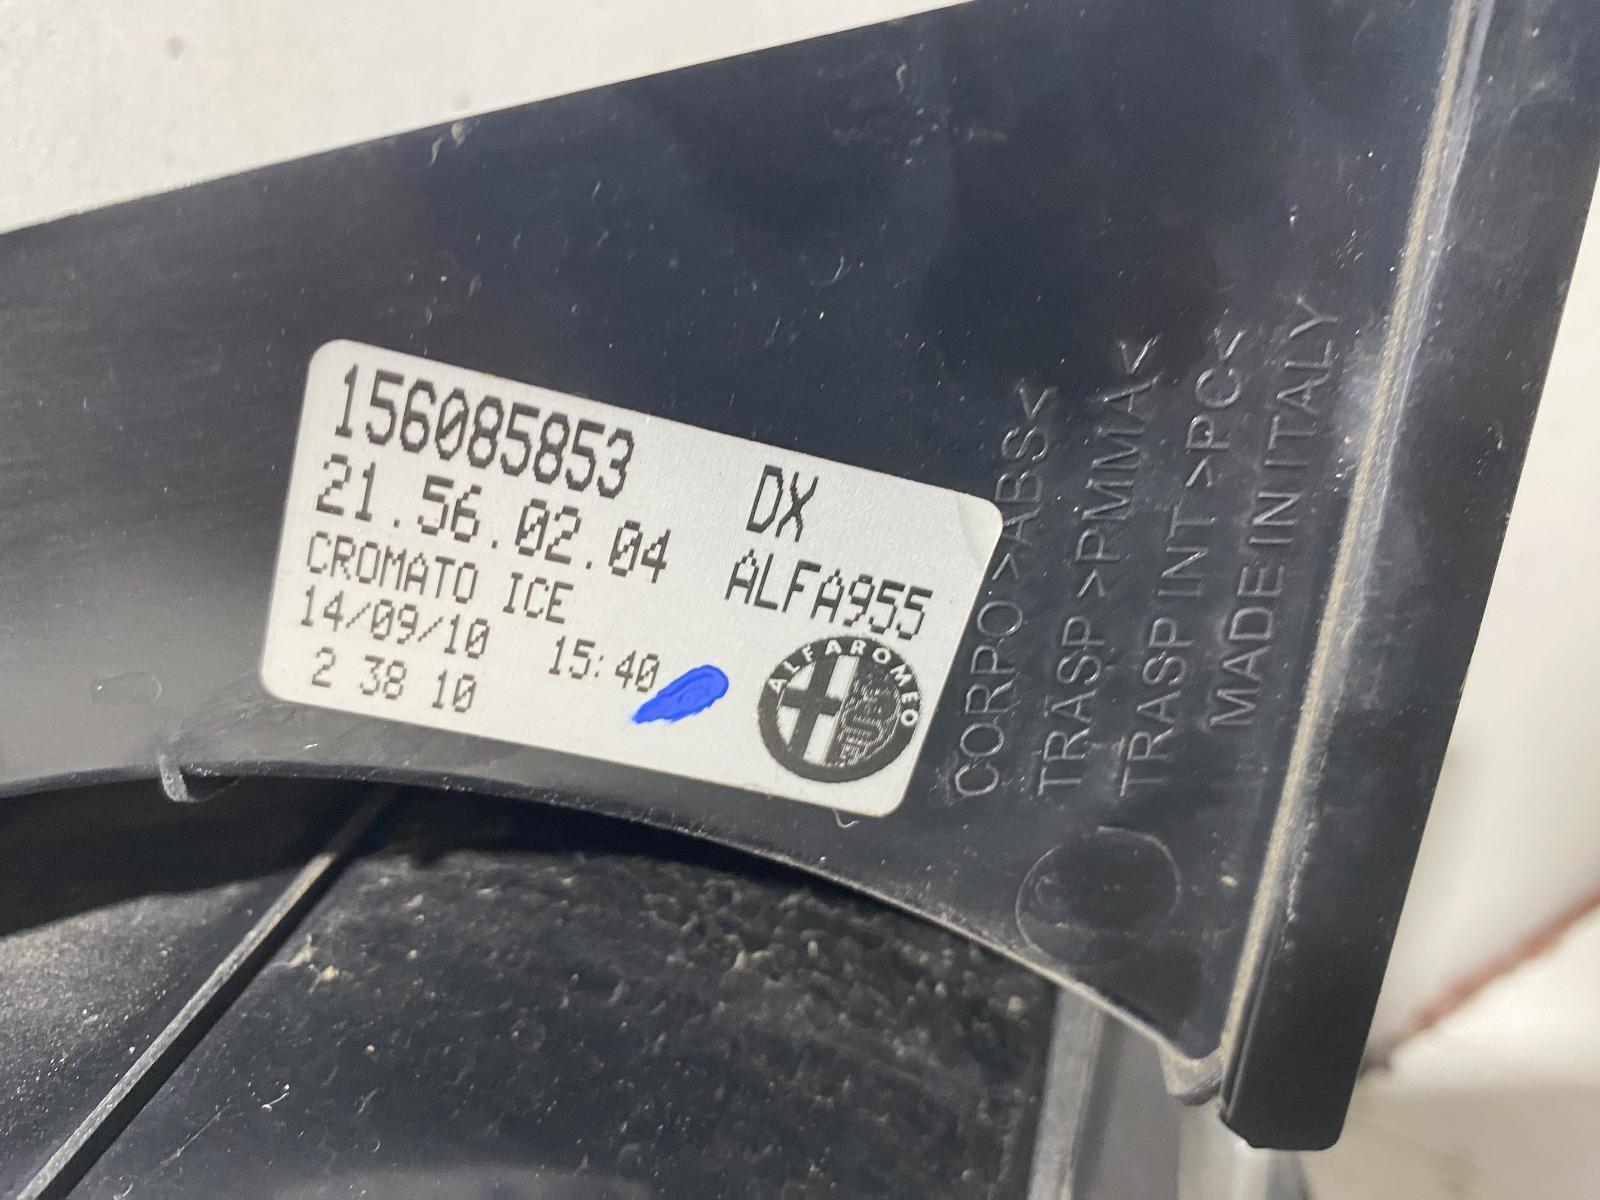 156085853 DX
21.56.02.04 ALFA955
CROMATO ICE
14/09/10 15:40
2 38 10
ALFA ROMEO
CORPO >ABS<
TRASP >PMMA<
TRASP INT >PC<
MADE IN ITALY